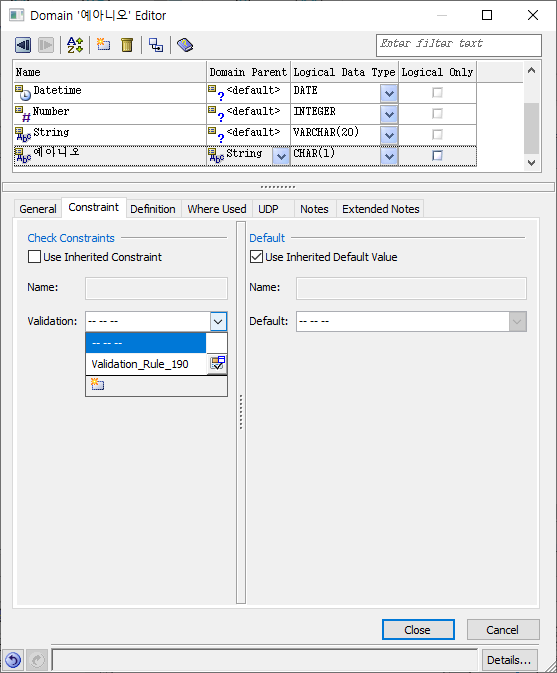 Domain '예아니오' Editor
Enter filter text
Name Domain Parent Logical Data Type Logical Only
Datetime <default> DATE
Number <default> INTEGER
String <default> VARCHAR(20)
예아니오 String CHAR(1)
General Constraint Definition Where Used UDP Notes Extended Notes
Check Constraints Default
Use Inherited Constraint Use Inherited Default Value
Name: Name:
Validation: -- -- -- Default: -- -- --
-- -- --
Validation_Rule_190
Close Cancel
Details...